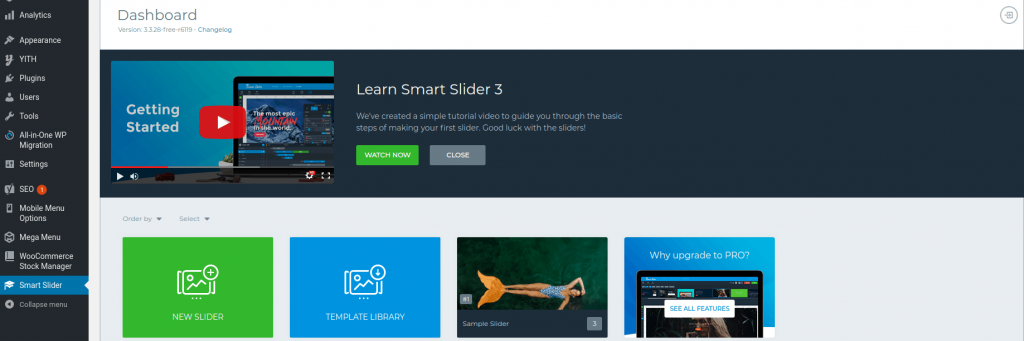 Analytics
Appearance
YITH
Plugins
Users
Tools
All-in-One WP
Migration
Settings
SEO 1
Mobile Menu
Options
Mega Menu
WooCommerce
Stock Manager
Smart Slider
Collapse menu
Dashboard
Version: 3.3.28-free-r6119 - Changelog
Getting
Started
The most epic
MOUNTAIN
in the world.
Learn Smart Slider 3
We've created a simple tutorial video to guide you through the basic
steps of making your first slider. Good luck with the sliders!
WATCH NOW
CLOSE
Order by
Select
NEW SLIDER
TEMPLATE LIBRARY
#1
Sample Slider
3
Why upgrade to PRO?
SEE ALL FEATURES